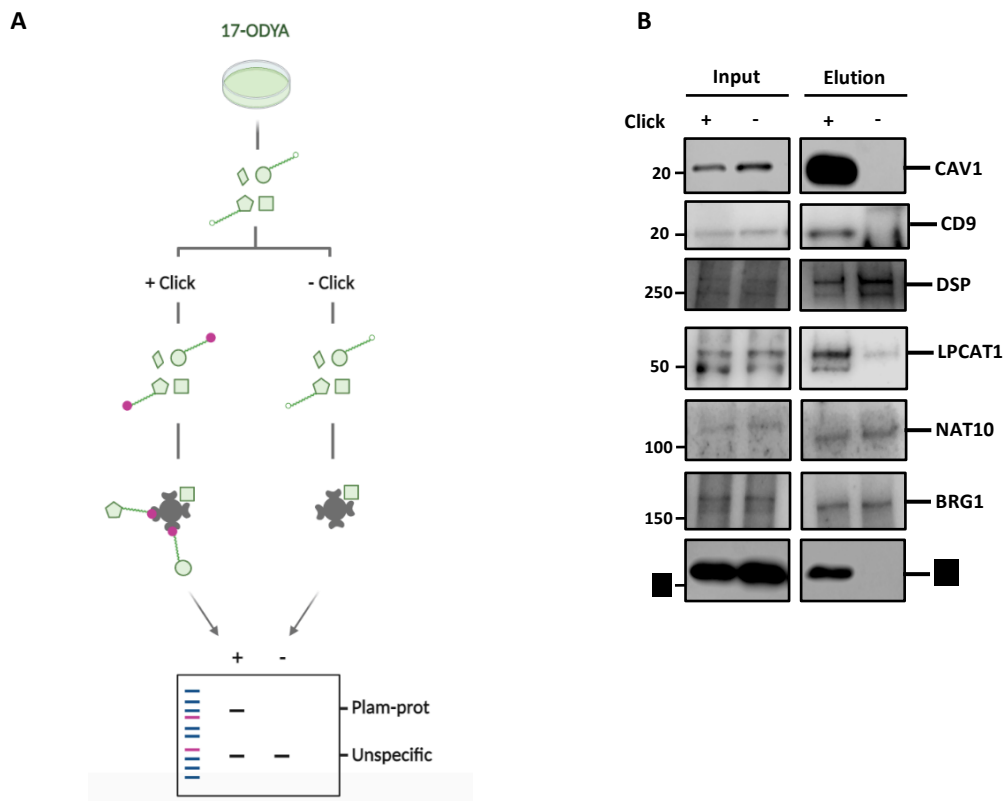 A
17-ODYA
+ Click
- Click
+ -
Plam-prot
Unspecific
B
Input Elution
Click + - + -
20 CAV1
20 CD9
250 DSP
50 LPCAT1
100 NAT10
150 BRG1